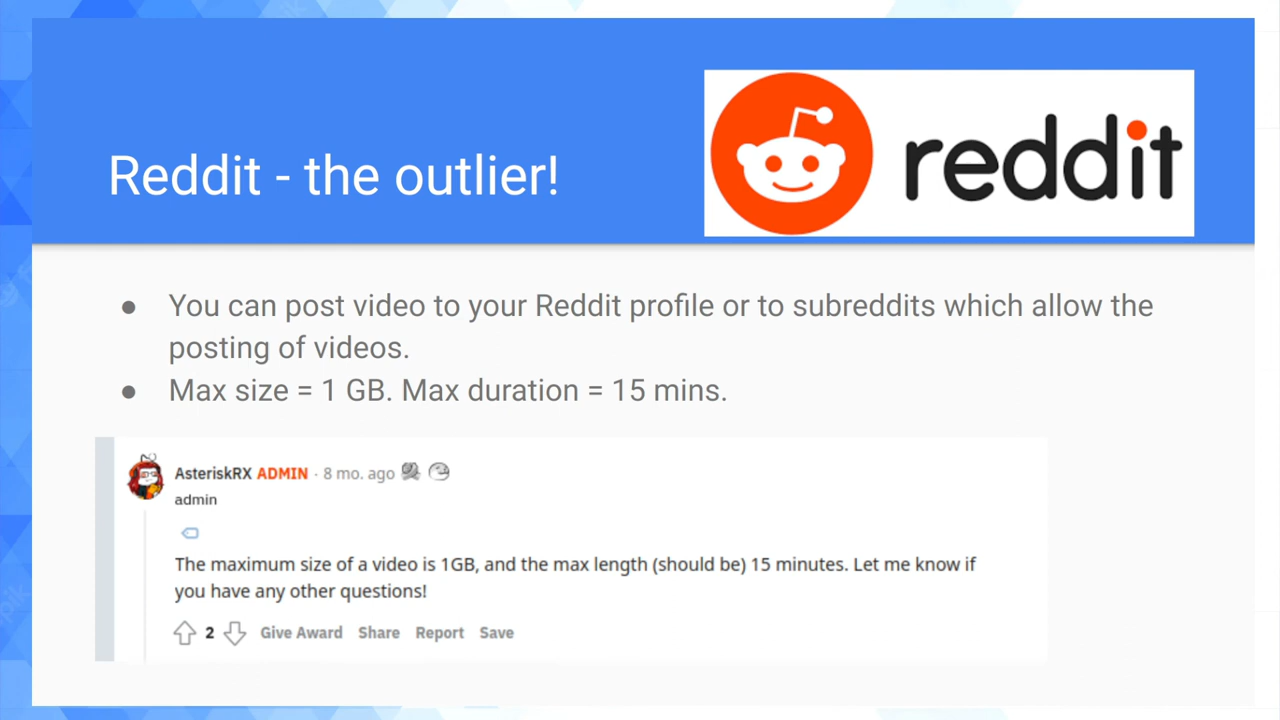 Reddit - the outlier!
reddit
● You can post video to your Reddit profile or to subreddits which allow the
posting of videos.
● Max size = 1 GB. Max duration = 15 mins.
AsteriskRX ADMIN · 8 mo. ago
admin
The maximum size of a video is 1GB, and the max length (should be) 15 minutes. Let me know if
you have any other questions!
2 Give Award Share Report Save